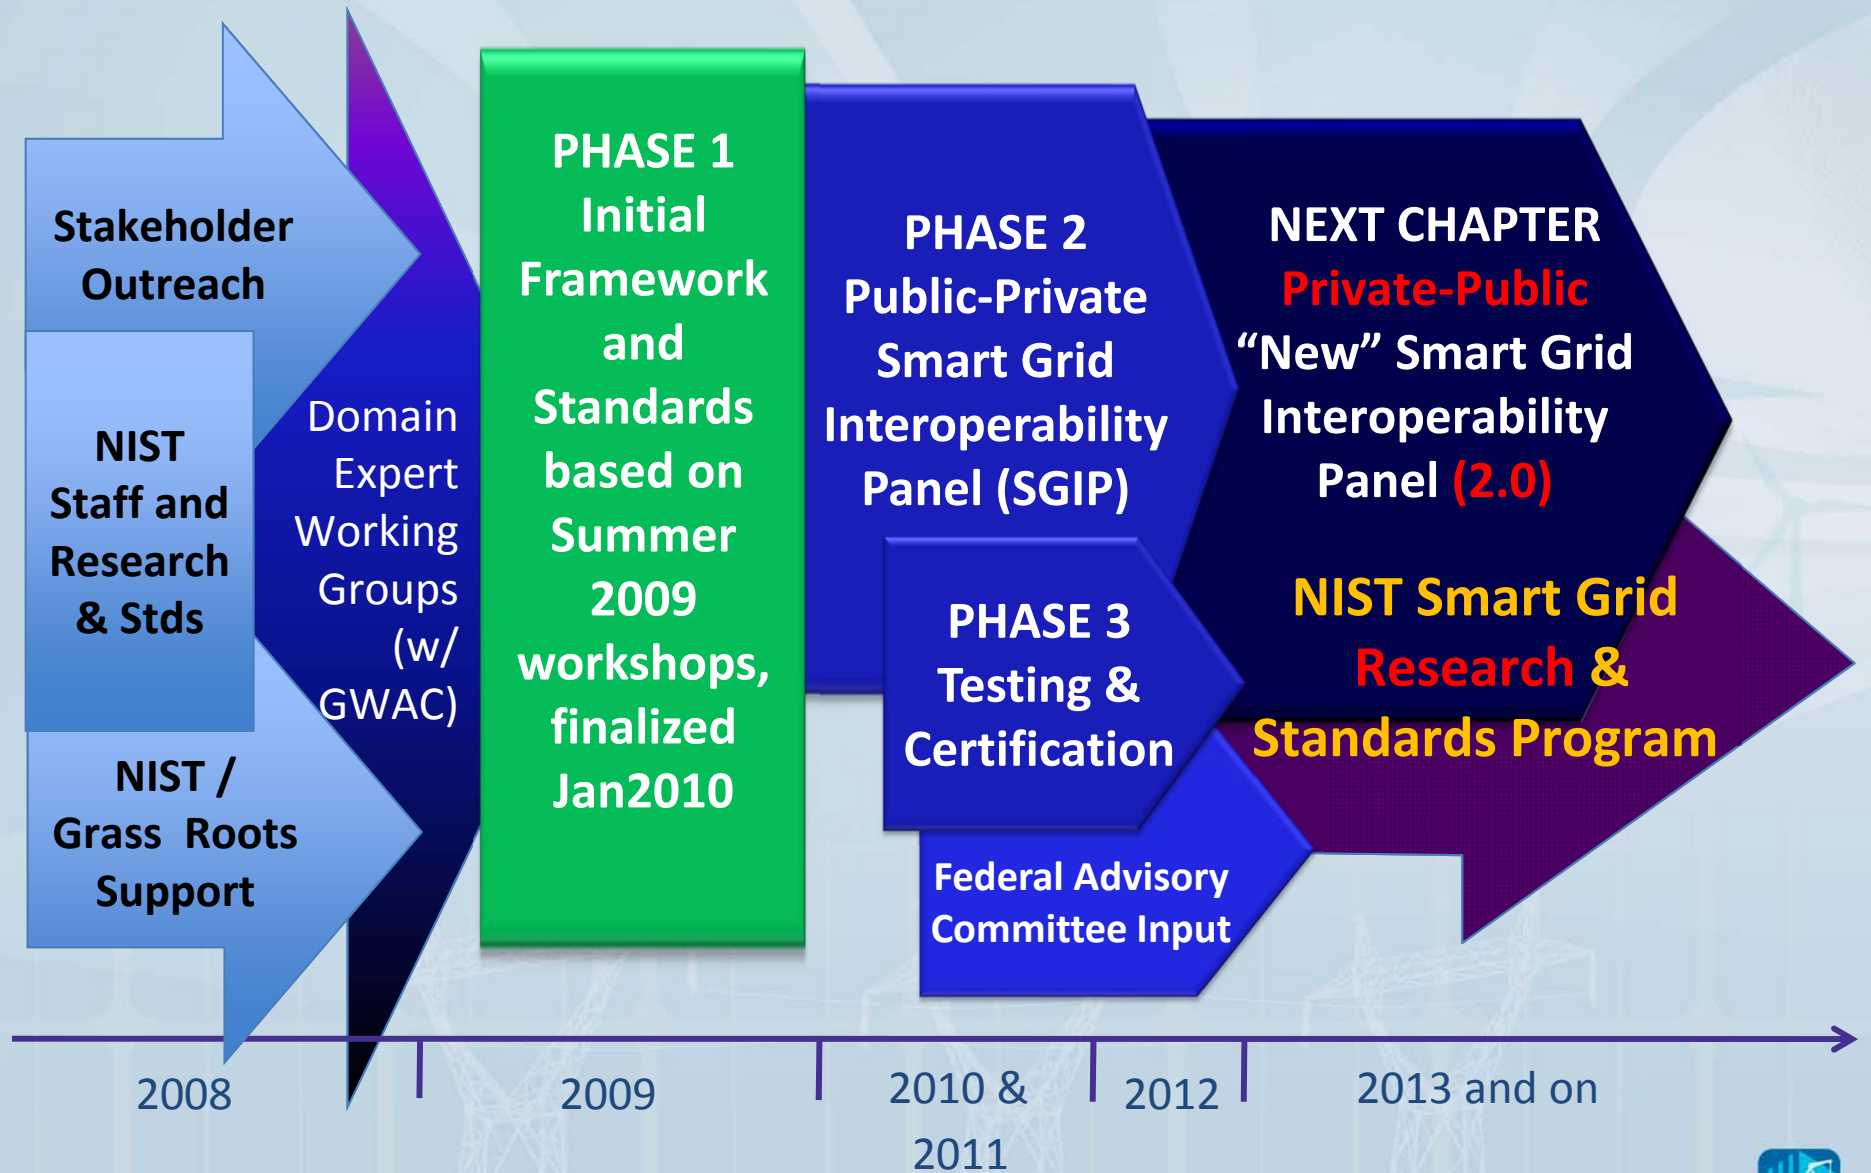 Stakeholder
Outreach
NIST
Staff and
Research
& Stds
NIST /
Grass Roots
Support
Domain
Expert
Working
Groups
(w/
GWAC)
PHASE 1
Initial
Framework
and
Standards
based on
Summer
2009
workshops,
finalized
Jan2010
PHASE 2
Public-Private
Smart Grid
Interoperability
Panel (SGIP)
PHASE 3
Testing &
Certification
Federal Advisory
Committee Input
NEXT CHAPTER
Private-Public
“New” Smart Grid
Interoperability
Panel (2.0)
NIST Smart Grid
Research &
Standards Program
2008
2009
2010 &
2011
2012
2013 and on